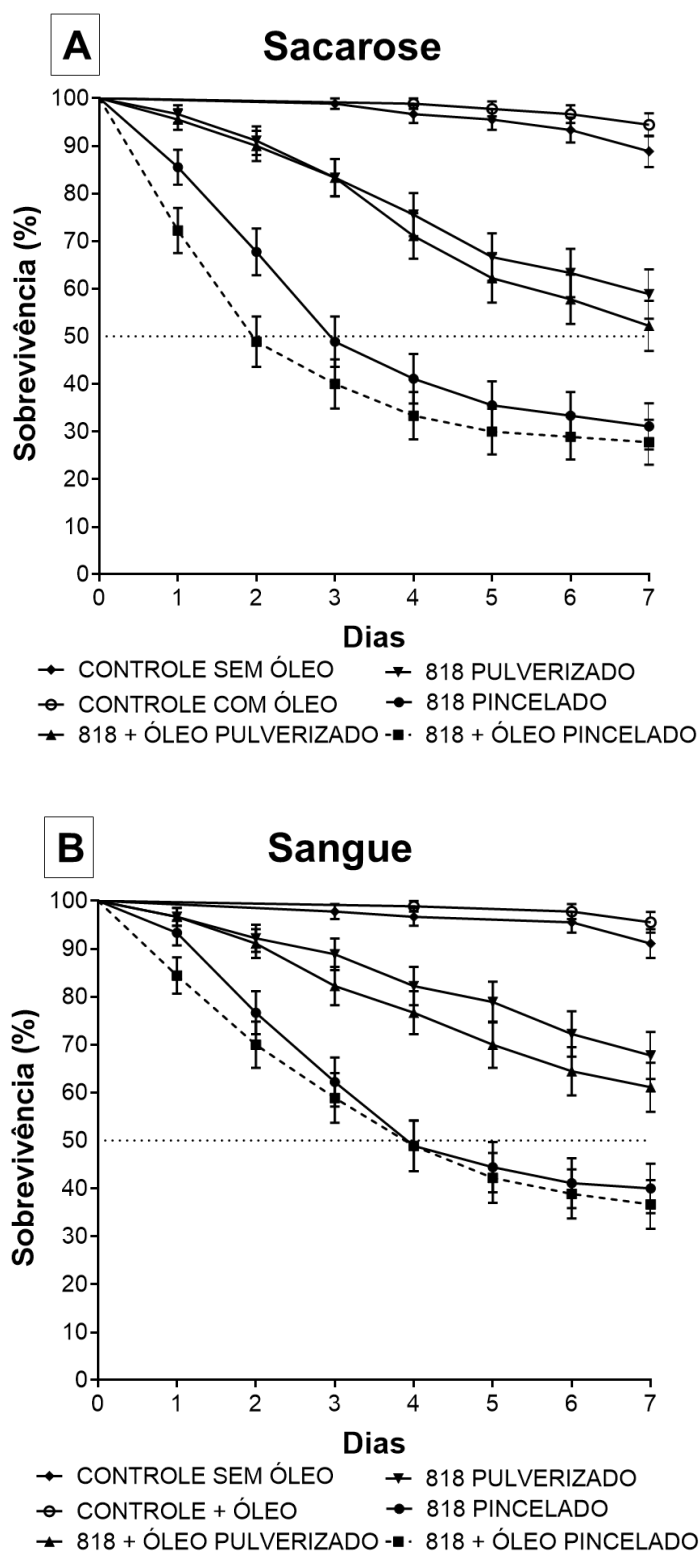 A
Sacarose
Sobrevivência (%)
100
90
80
70
60
50
40
30
20
10
0
0 1 2 3 4 5 6 7
Dias
CONTROLE SEM ÓLEO
818 PULVERIZADO
CONTROLE COM ÓLEO
818 PINCELADO
818 + ÓLEO PULVERIZADO
818 + ÓLEO PINCELADO
B
Sangue
Sobrevivência (%)
100
90
80
70
60
50
40
30
20
10
0
0 1 2 3 4 5 6 7
Dias
CONTROLE SEM ÓLEO
818 PULVERIZADO
CONTROLE + ÓLEO
818 PINCELADO
818 + ÓLEO PULVERIZADO
818 + ÓLEO PINCELADO